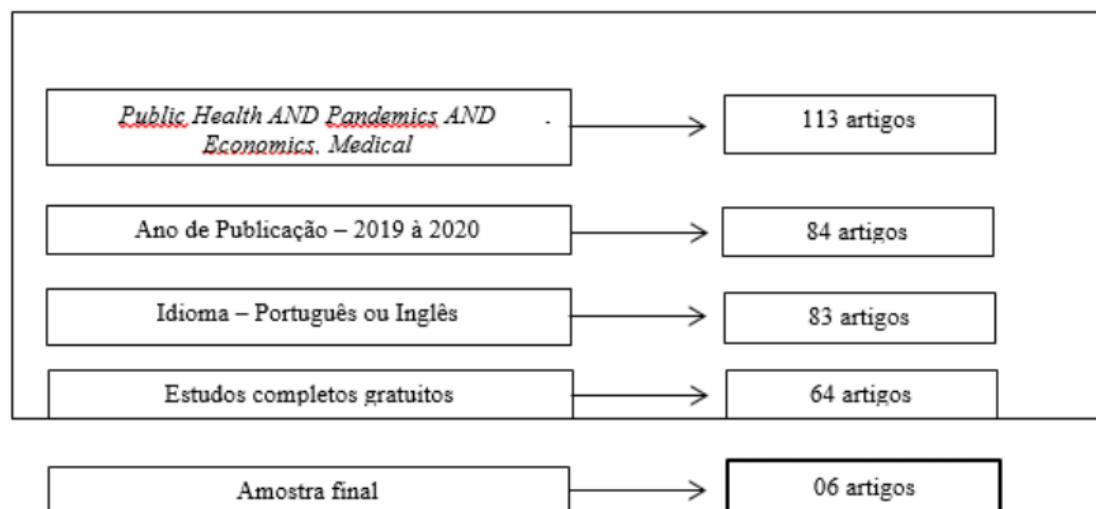 Public Health AND Pandemics AND
Economics, Medical
113 artigos
Ano de Publicação – 2019 à 2020
84 artigos
Idioma – Português ou Inglês
83 artigos
Estudos completos gratuitos
64 artigos
Amostra final
06 artigos